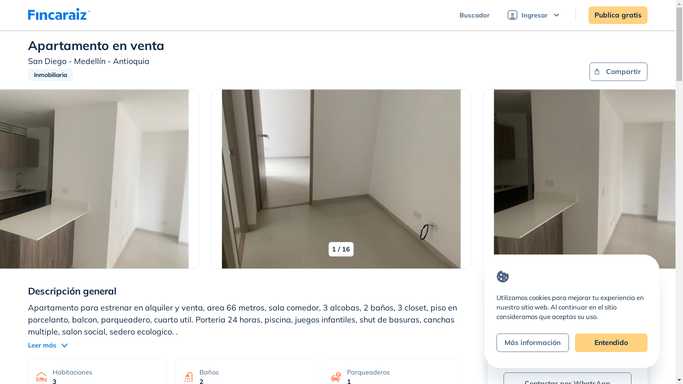 Fincaraiz
Buscador
Ingresar
Publica gratis
Apartamento en venta
San Diego - Medellín - Antioquia
Inmobiliaria
Compartir
1 / 16
Descripción general
Apartamento para estrenar en alquiler y venta, area 66 metros, sala comedor, 3 alcobas, 2 baños, 3 closet, piso en
porcelanto, balcon, parqueadero, cuarto util. Porteria 24 horas, piscina, juegos infantiles, shut de basuras, canchas
multiple, salon social, sedero ecologico. .
Leer más
Habitaciones
3
Baños
2
Parqueaderos
1
Utilizamos cookies para mejorar tu experiencia en
nuestro sitio web. Al continuar en el sitio
consideramos que aceptas su uso.
Más información
Entendido
Contactar por WhatsApp